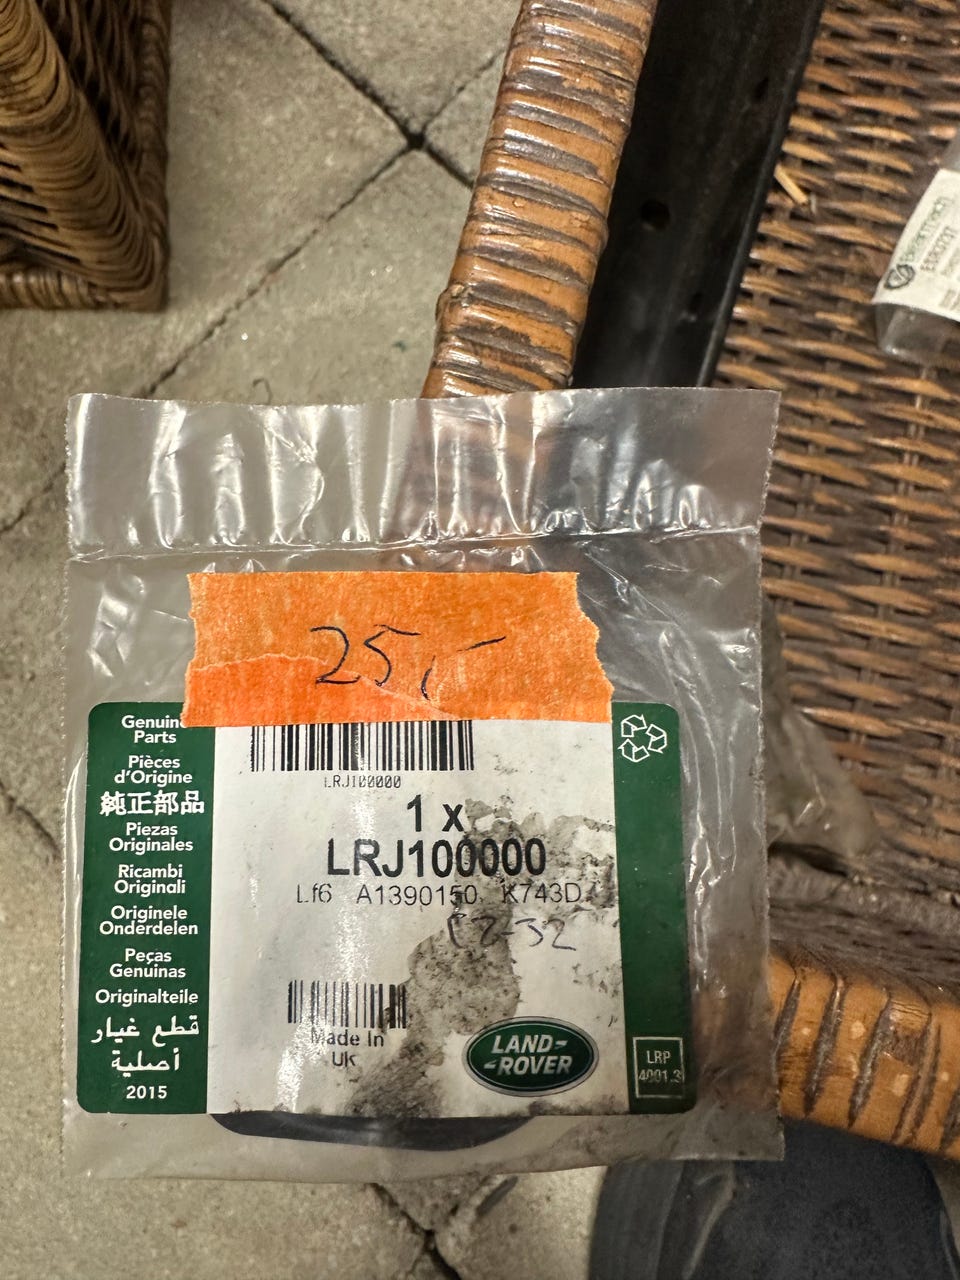 25,-
Genuine
Parts
Pièces
d'Origine
純正部品
Piezas
Originales
Ricambi
Originali
Originele
Onderdelen
Peças
Genuinas
Originalteile
قطع غيار
أصلية
2015
LRJ100000
1 x
LRJ100000
Lf6 A1390150 K743D
Made In
Uk
LAND-
-ROVER
LRP
4001.3